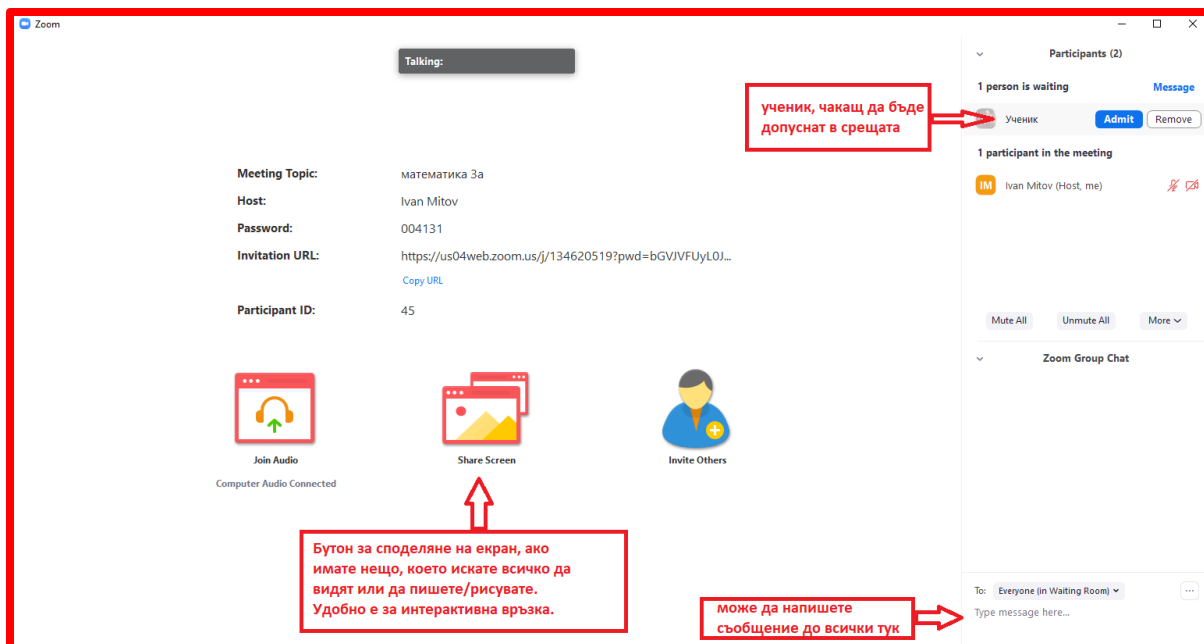 Zoom
Talking:
Participants (2)
1 person is waiting
Message
Ученик
Admit
Remove
ученик, чакащ да бъде
допуснат в срещата
1 participant in the meeting
IM
Ivan Mitov (Host, me)
Meeting Topic:
математика 3а
Host:
Ivan Mitov
Password:
004131
Invitation URL:
https://us04web.zoom.us/j/134620519?pwd=bGVJVFUyL0J...
Copy URL
Participant ID:
45
Mute All
Unmute All
More
Zoom Group Chat
Join Audio
Computer Audio Connected
Share Screen
Invite Others
Бутон за споделяне на екран, ако
имате нещо, което искате всичко да
видят или да пишете/рисувате.
Удобно е за интерактивна връзка.
може да напишете
съобщение до всички тук
To:
Everyone (in Waiting Room)
...
Type message here...